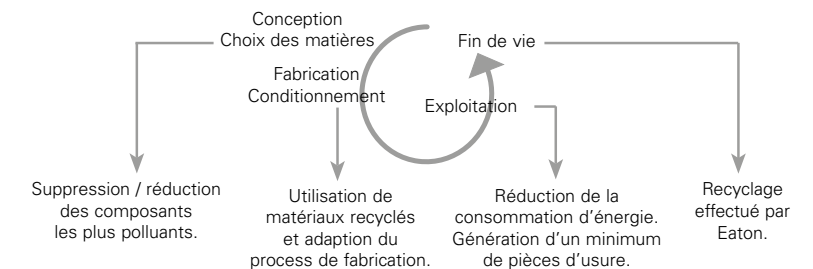 Conception
Choix des matières
Fin de vie
Fabrication
Conditionnement
Exploitation
Suppression / réduction
des composants
les plus polluants.
Utilisation de
matériaux recyclés
et adaption du
process de fabrication.
Réduction de la
consommation d'énergie.
Génération d'un minimum
de pièces d'usure.
Recyclage
effectué par
Eaton.